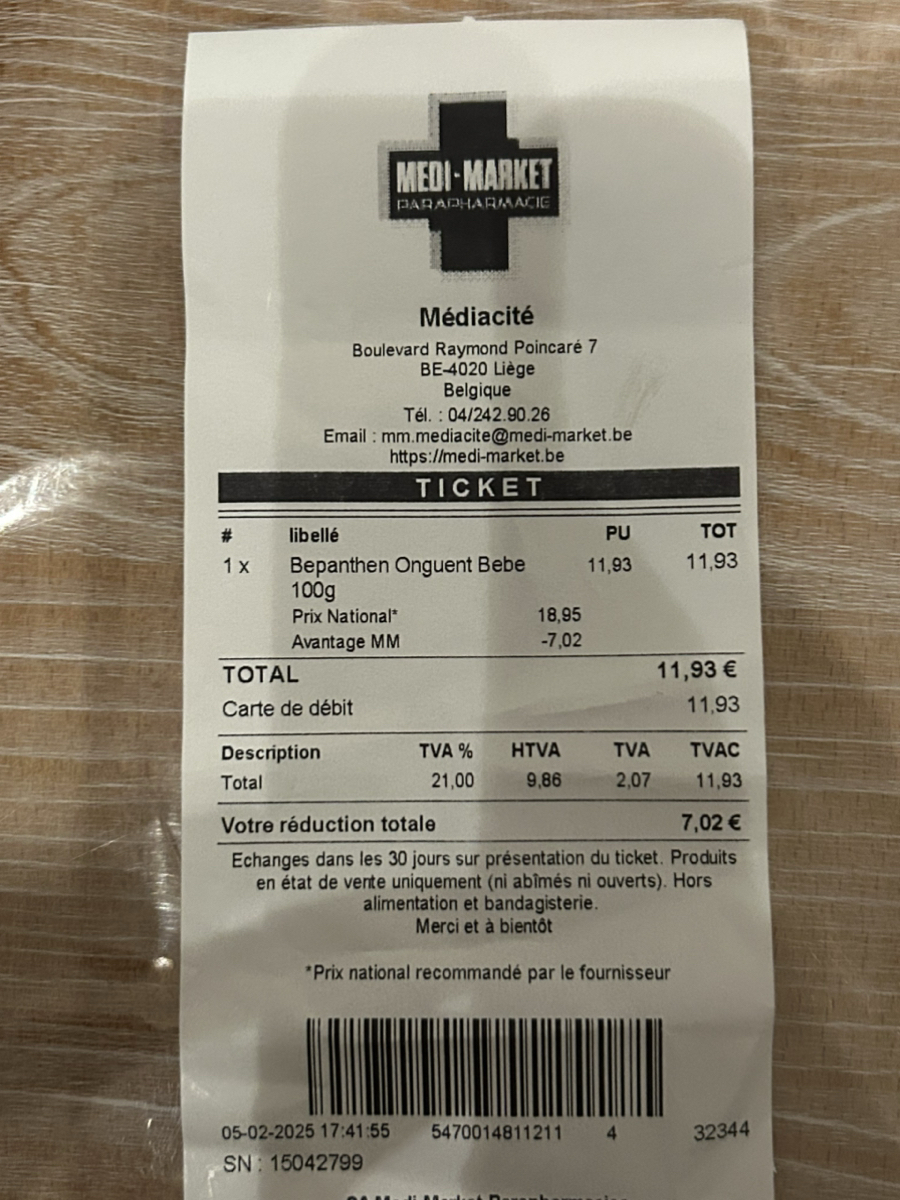 MEDI-MARKET
PARAPHARMACIE
Médiacité
Boulevard Raymond Poincaré 7
BE-4020 Liège
Belgique
Tél. : 04/242.90.26
Email : mm.mediacite@medi-market.be
https://medi-market.be
TICKET
# libellé PU TOT
1 x Bepanthen Onguent Bebe 11,93 11,93
100g
Prix National* 18,95
Avantage MM -7,02
TOTAL 11,93 €
Carte de débit 11,93
Description TVA % HTVA TVA TVAC
Total 21,00 9,86 2,07 11,93
Votre réduction totale 7,02 €
Echanges dans les 30 jours sur présentation du ticket. Produits
en état de vente uniquement (ni abîmés ni ouverts). Hors
alimentation et bandagisterie.
Merci et à bientôt
*Prix national recommandé par le fournisseur
05-02-2025 17:41:55 5470014811211 4 32344
SN : 15042799